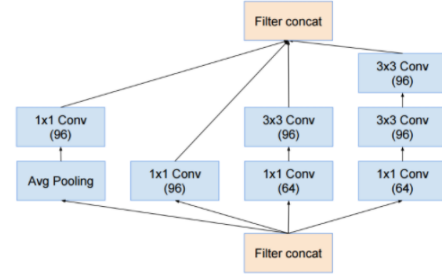 Filter concat
3x3 Conv
(96)
1x1 Conv
(96)
3x3 Conv
(96)
3x3 Conv
(96)
Avg Pooling
1x1 Conv
(96)
1x1 Conv
(64)
1x1 Conv
(64)
Filter concat